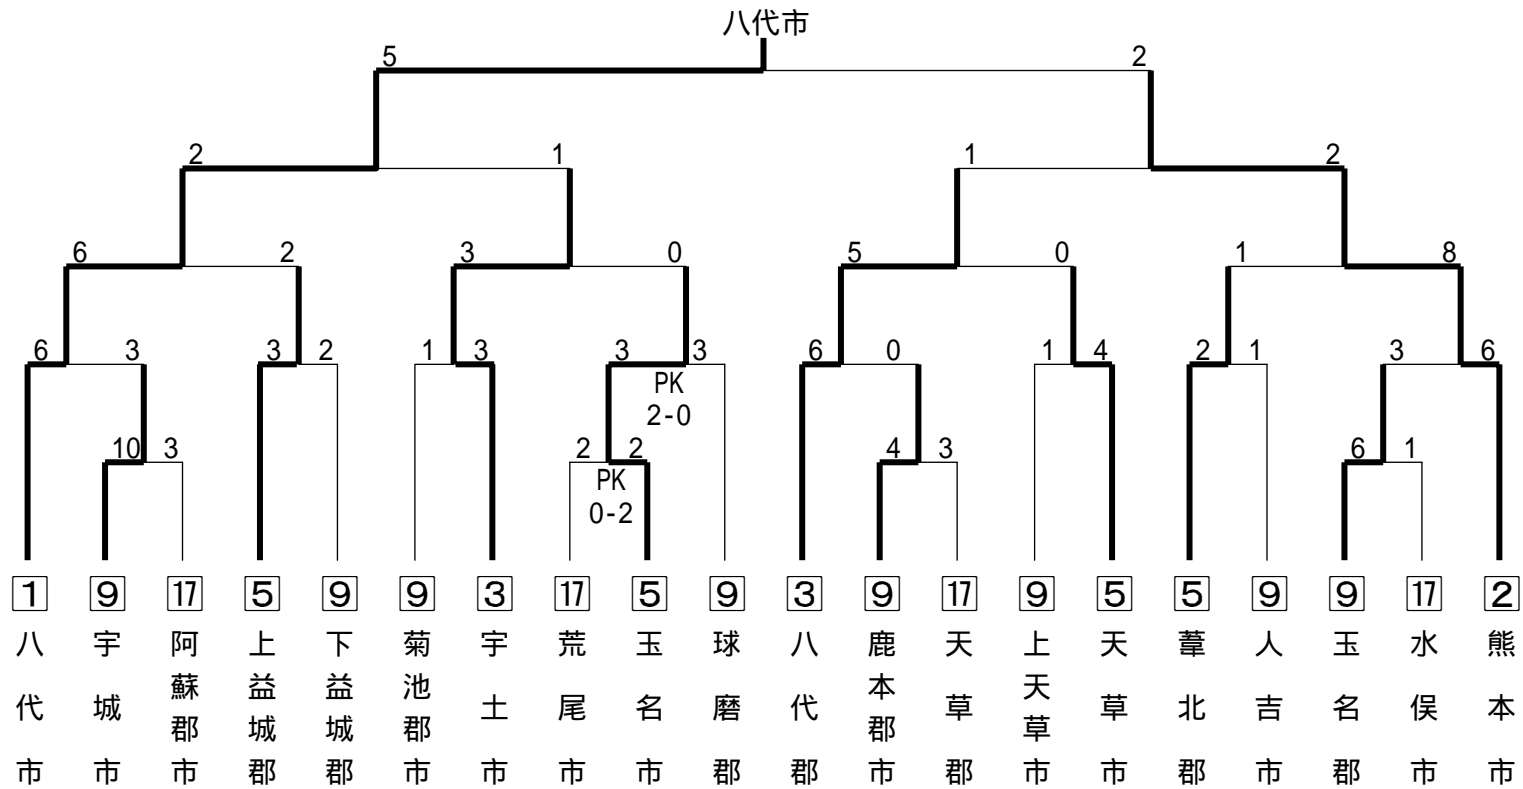 八代市
5 2
2 1 1 2
6 2 3 0 5 0 1 8
6 3 3 2 1 3 3 3 6 0 1 4 2 1 3 6
PK
2-0
10 3 2 2 4 3 6 1
PK
0-2
1 9 17 5 9 9 3 17 5 9 3 9 17 9 5 5 9 9 17 2
八代市
宇城市
阿蘇郡市
上益城郡
下益城郡
菊池郡市
宇土市
荒尾市
玉名市
球磨郡
八代郡
鹿本郡市
天草郡
上天草市
天草市
葦北郡
人吉市
玉名郡
水俣市
熊本市